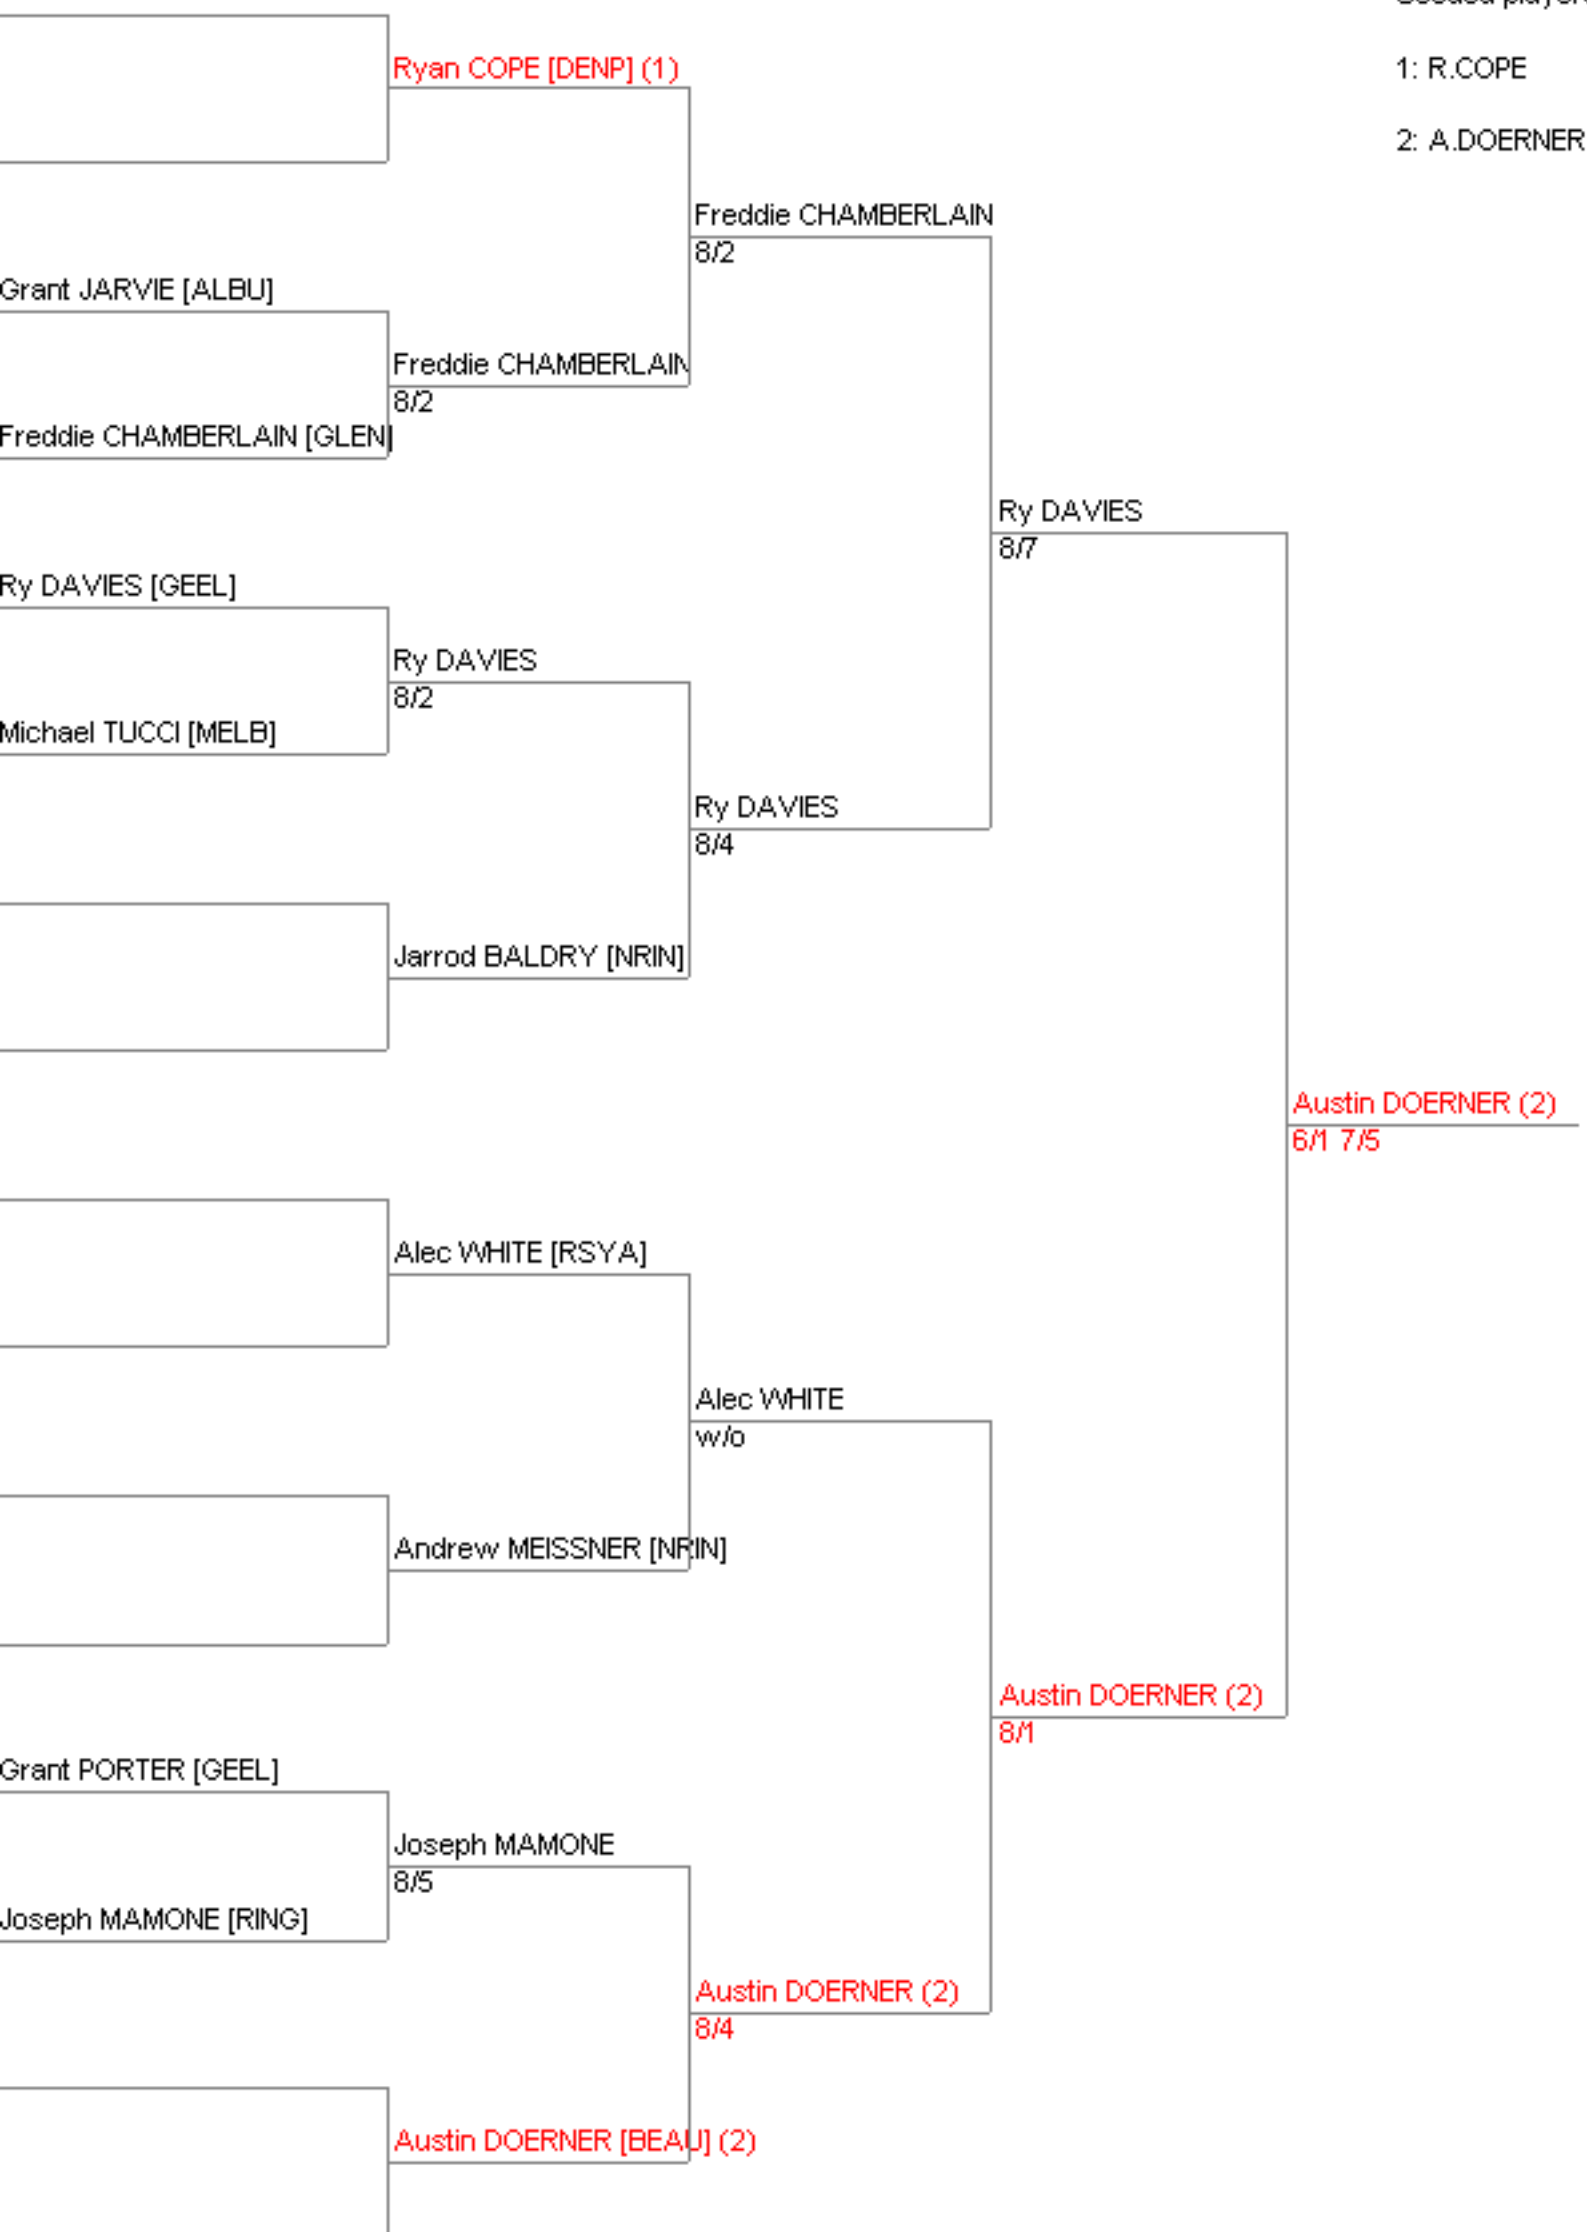 Seeded player
Ryan COPE [DENP] (1)
1: R.COPE
2: A.DOERNER
Freddie CHAMBERLAIN
8/2
Grant JARVIE [ALBU]
Freddie CHAMBERLAIN
8/2
Freddie CHAMBERLAIN [GLEN]
Ry DAVIES
8/7
Ry DAVIES [GEEL]
Ry DAVIES
8/2
Michael TUCCI [MELB]
Ry DAVIES
8/4
Jarrod BALDRY [NRIN]
Austin DOERNER (2)
6/1 7/5
Alec WHITE [RSYA]
Alec WHITE
w/o
Andrew MEISSNER [NRIN]
Austin DOERNER (2)
8/1
Grant PORTER [GEEL]
Joseph MAMONE
8/5
Joseph MAMONE [RING]
Austin DOERNER (2)
8/4
Austin DOERNER [BEAU] (2)